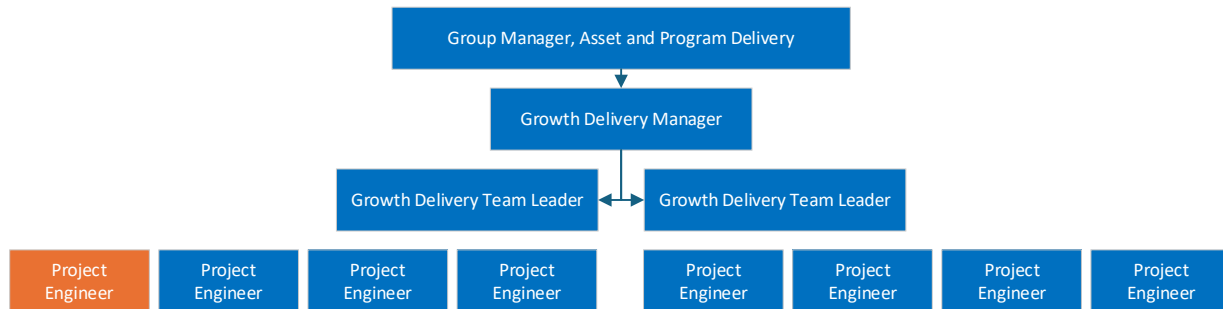 Group Manager, Asset and Program Delivery
Growth Delivery Manager
Growth Delivery Team Leader
Growth Delivery Team Leader
Project
Engineer
Project
Engineer
Project
Engineer
Project
Engineer
Project
Engineer
Project
Engineer
Project
Engineer
Project
Engineer